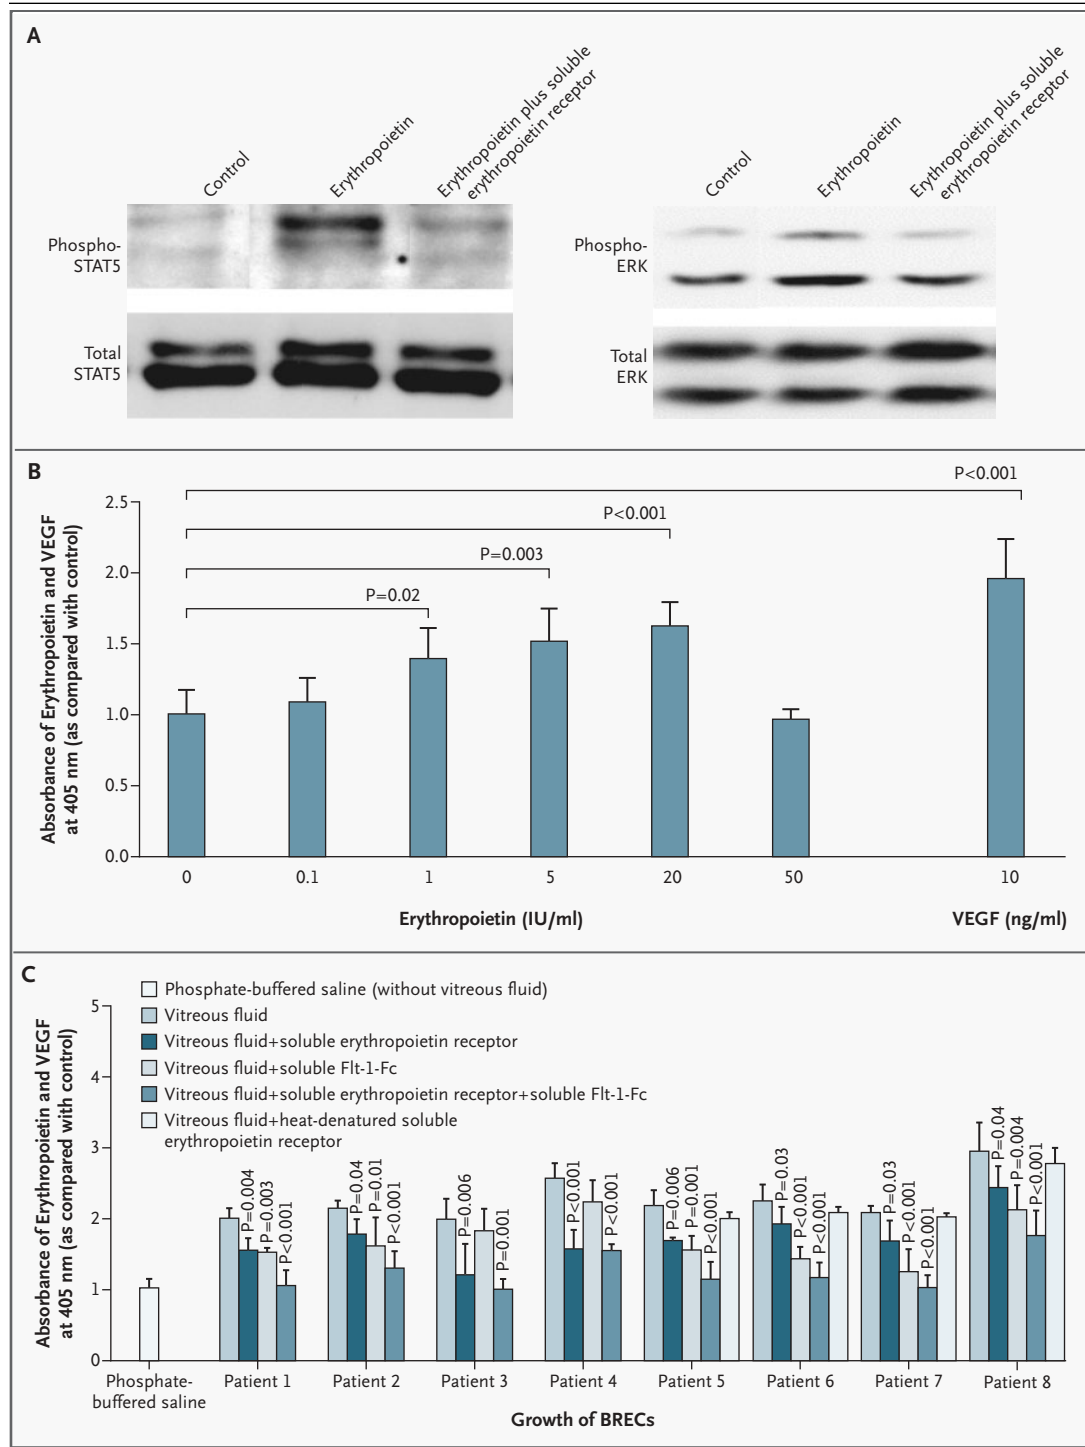 A
Control
Erythropoietin
Erythropoietin plus soluble
erythropoietin receptor
Control
Erythropoietin
Erythropoietin plus soluble
erythropoietin receptor
Phospho-
STAT5
Total
STAT5
Phospho-
ERK
Total
ERK
B
Absorbance of Erythropoietin and VEGF
at 405 nm (as compared with control)
2.5
2.0
1.5
1.0
0.5
0.0
P<0.001
P<0.001
P=0.003
P=0.02
0
0.1
1
5
20
50
10
Erythropoietin (IU/ml)
VEGF (ng/ml)
C
Absorbance of Erythropoietin and VEGF
at 405 nm (as compared with control)
5
4
3
2
1
0
Phosphate-buffered saline (without vitreous fluid)
Vitreous fluid
Vitreous fluid+soluble erythropoietin receptor
Vitreous fluid+soluble Flt-1-Fc
Vitreous fluid+soluble erythropoietin receptor+soluble Flt-1-Fc
Vitreous fluid+heat-denatured soluble
erythropoietin receptor
P=0.004
P=0.003
P<0.001
P=0.04
P=0.01
P<0.001
P=0.006
P=0.001
P<0.001
P<0.001
P=0.006
P=0.001
P<0.001
P=0.03
P<0.001
P<0.001
P=0.03
P<0.001
P<0.001
P=0.04
P=0.004
P<0.001
Phosphate-
buffered saline
Patient 1
Patient 2
Patient 3
Patient 4
Patient 5
Patient 6
Patient 7
Patient 8
Growth of BRECs